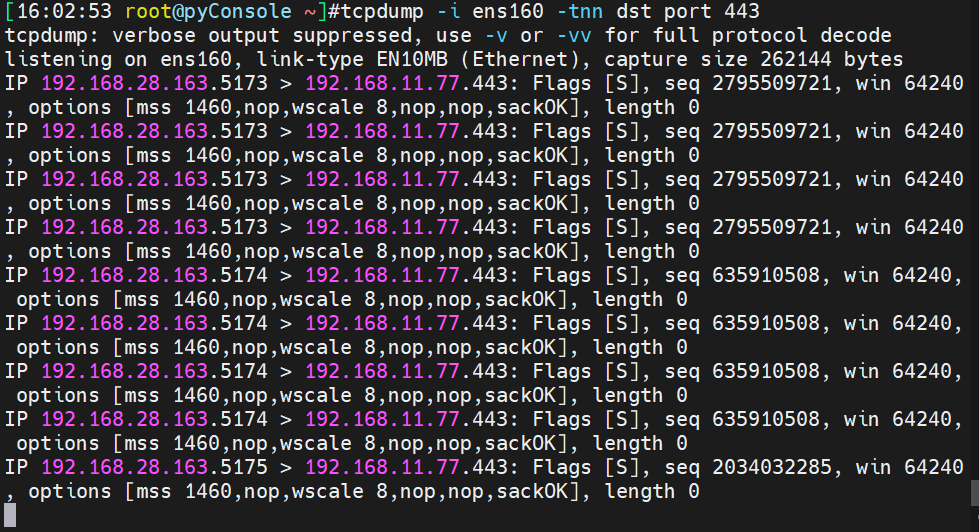 [16:02:53 root@pyConsole ~]#tcpdump -i ens160 -tnn dst port 443
tcpdump: verbose output suppressed, use -v or -vv for full protocol decode
listening on ens160, link-type EN10MB (Ethernet), capture size 262144 bytes
IP 192.168.28.163.5173 > 192.168.11.77.443: Flags [S], seq 2795509721, win 64240
, options [mss 1460,nop,wscale 8,nop,nop,sackOK], length 0
IP 192.168.28.163.5173 > 192.168.11.77.443: Flags [S], seq 2795509721, win 64240
, options [mss 1460,nop,wscale 8,nop,nop,sackOK], length 0
IP 192.168.28.163.5173 > 192.168.11.77.443: Flags [S], seq 2795509721, win 64240
, options [mss 1460,nop,wscale 8,nop,nop,sackOK], length 0
IP 192.168.28.163.5173 > 192.168.11.77.443: Flags [S], seq 2795509721, win 64240
, options [mss 1460,nop,wscale 8,nop,nop,sackOK], length 0
IP 192.168.28.163.5174 > 192.168.11.77.443: Flags [S], seq 635910508, win 64240,
 options [mss 1460,nop,wscale 8,nop,nop,sackOK], length 0
IP 192.168.28.163.5174 > 192.168.11.77.443: Flags [S], seq 635910508, win 64240,
 options [mss 1460,nop,wscale 8,nop,nop,sackOK], length 0
IP 192.168.28.163.5174 > 192.168.11.77.443: Flags [S], seq 635910508, win 64240,
 options [mss 1460,nop,wscale 8,nop,nop,sackOK], length 0
IP 192.168.28.163.5174 > 192.168.11.77.443: Flags [S], seq 635910508, win 64240,
 options [mss 1460,nop,wscale 8,nop,nop,sackOK], length 0
IP 192.168.28.163.5175 > 192.168.11.77.443: Flags [S], seq 2034032285, win 64240
, options [mss 1460,nop,wscale 8,nop,nop,sackOK], length 0